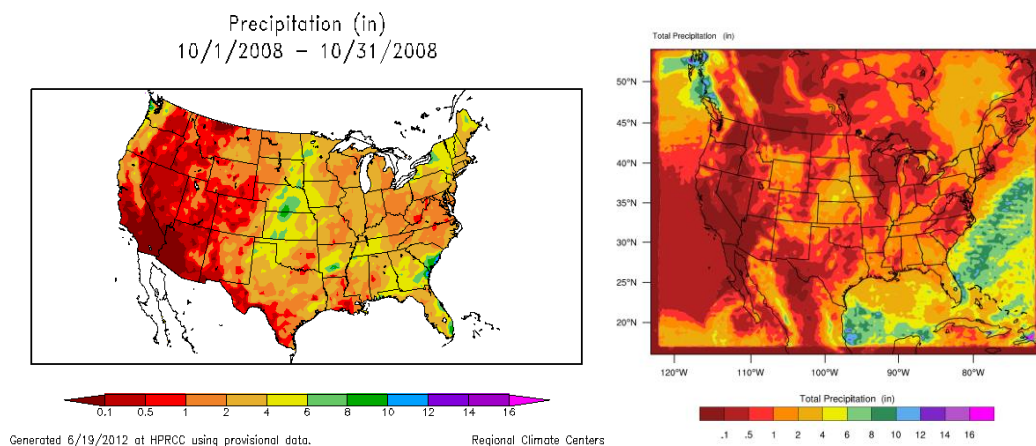 Precipitation (in)
10/1/2008 – 10/31/2008
0.1 0.5 1 2 4 6 8 10 12 14 16
Generated 6/19/2012 at HPRCC using provisional data.
Regional Climate Centers
Total Precipitation (in)
50°N
45°N
40°N
35°N
30°N
25°N
20°N
120°W 110°W 100°W 90°W 80°W
Total Precipitation (in)
.1 .5 1 2 4 6 8 10 12 14 16